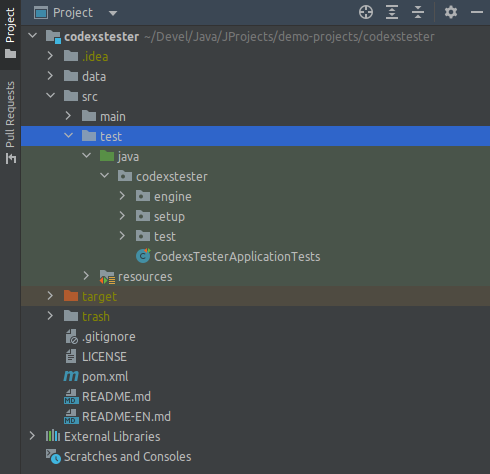 Project
Project
Pull Requests
codexstester ~/Devel/Java/JProjects/demo-projects/codexstester
.idea
data
src
main
test
java
codexstester
engine
setup
test
CodexsTesterApplicationTests
resources
target
trash
.gitignore
LICENSE
pom.xml
README.md
README-EN.md
External Libraries
Scratches and Consoles